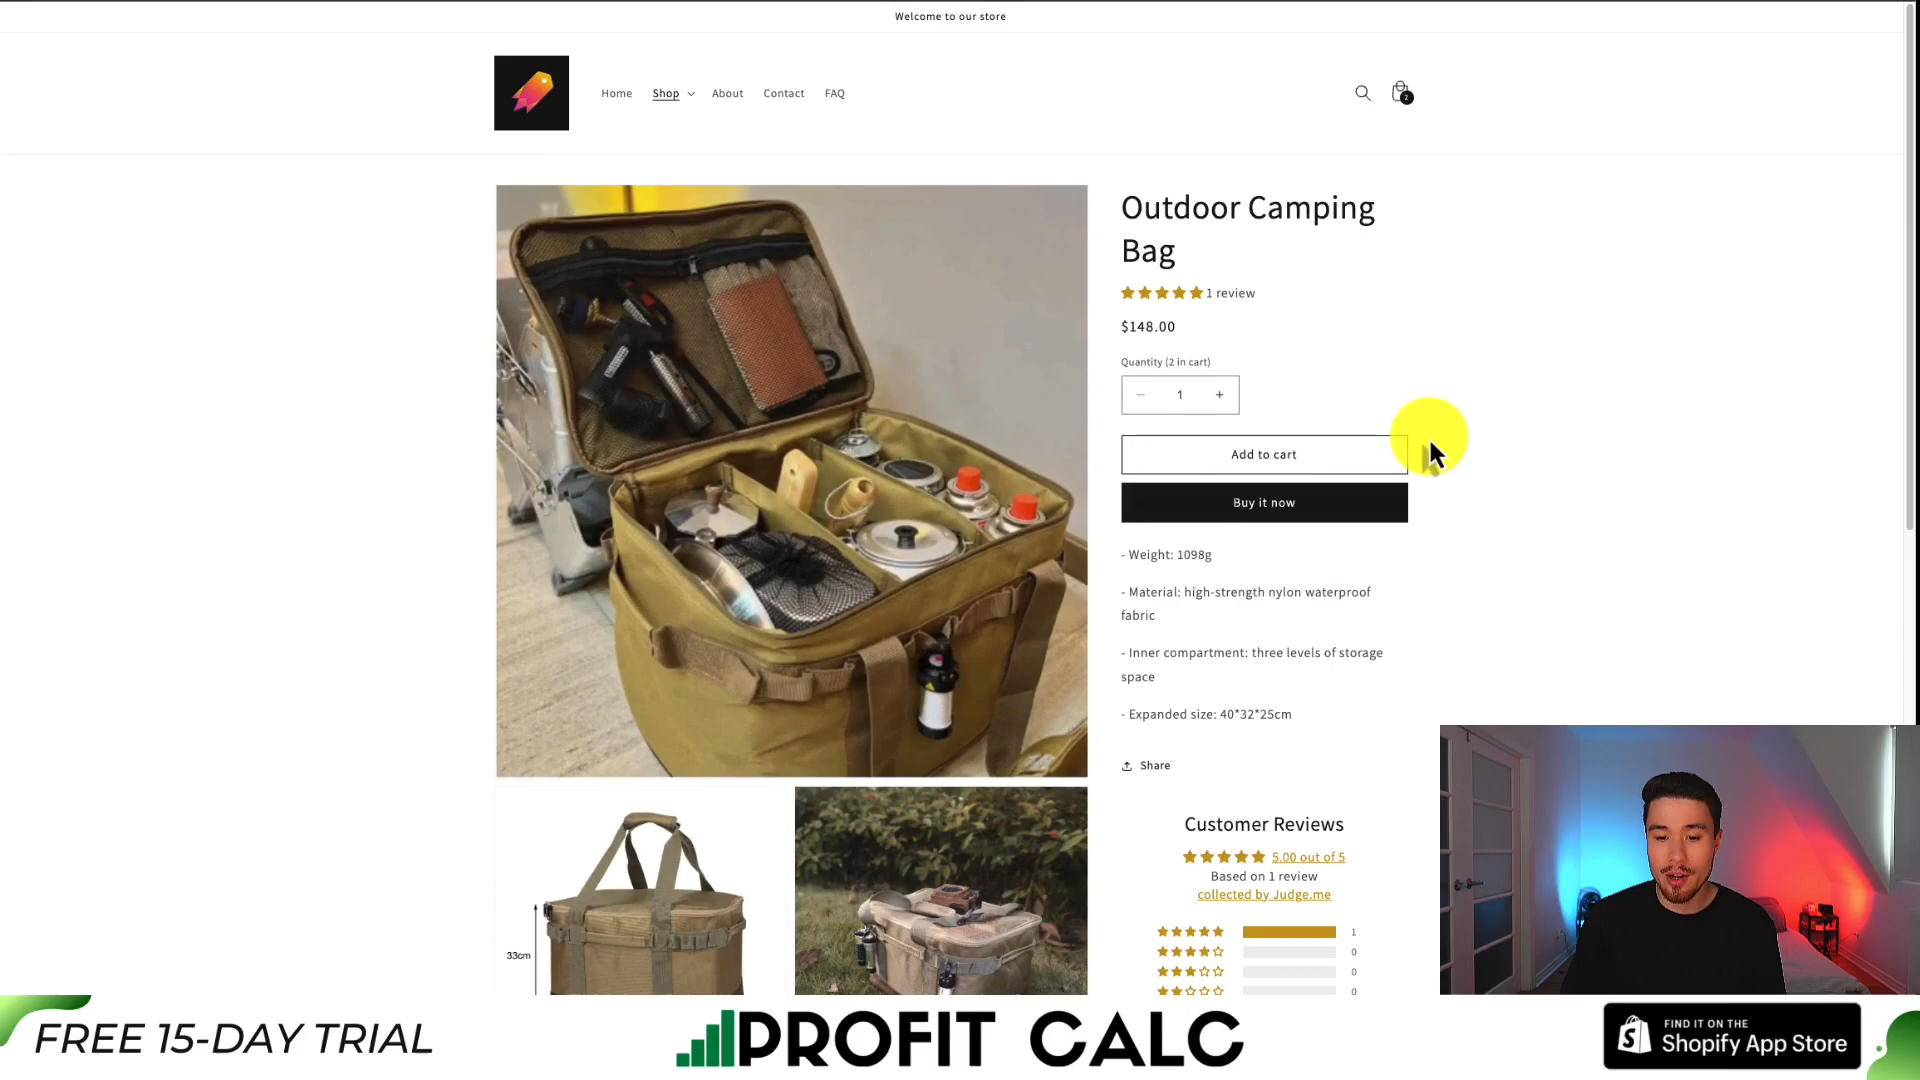 Welcome to our store
Home Shop About Contact FAQ
2
Outdoor Camping
Bag
1 review
$148.00
Quantity (2 in cart)
− 1 +
Add to cart
Buy it now
- Weight: 1098g
- Material: high-strength nylon waterproof
fabric
- Inner compartment: three levels of storage
space
- Expanded size: 40*32*25cm
Share
Customer Reviews
5.00 out of 5
Based on 1 review
collected by Judge.me
1
0
0
0
33cm
FREE 15-DAY TRIAL
PROFIT CALC
FIND IT ON THE
Shopify App Store